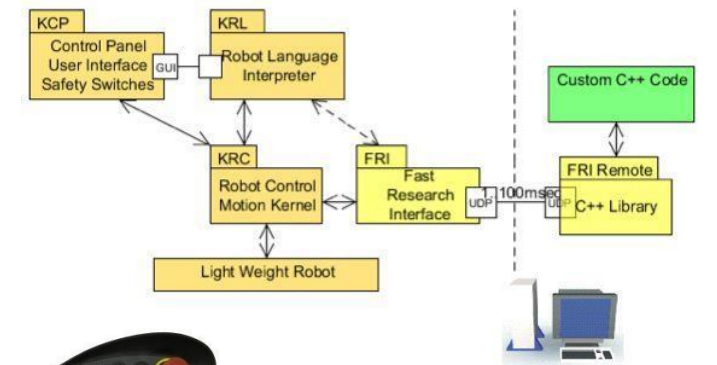 KCP
Control Panel
User Interface
Safety Switches
GUI
KRL
Robot Language
Interpreter
Custom C++ Code
KRC
Robot Control
Motion Kernel
FRI
Fast
Research
Interface
UDP
1 100msec
UDP
FRI Remote
C++ Library
Light Weight Robot